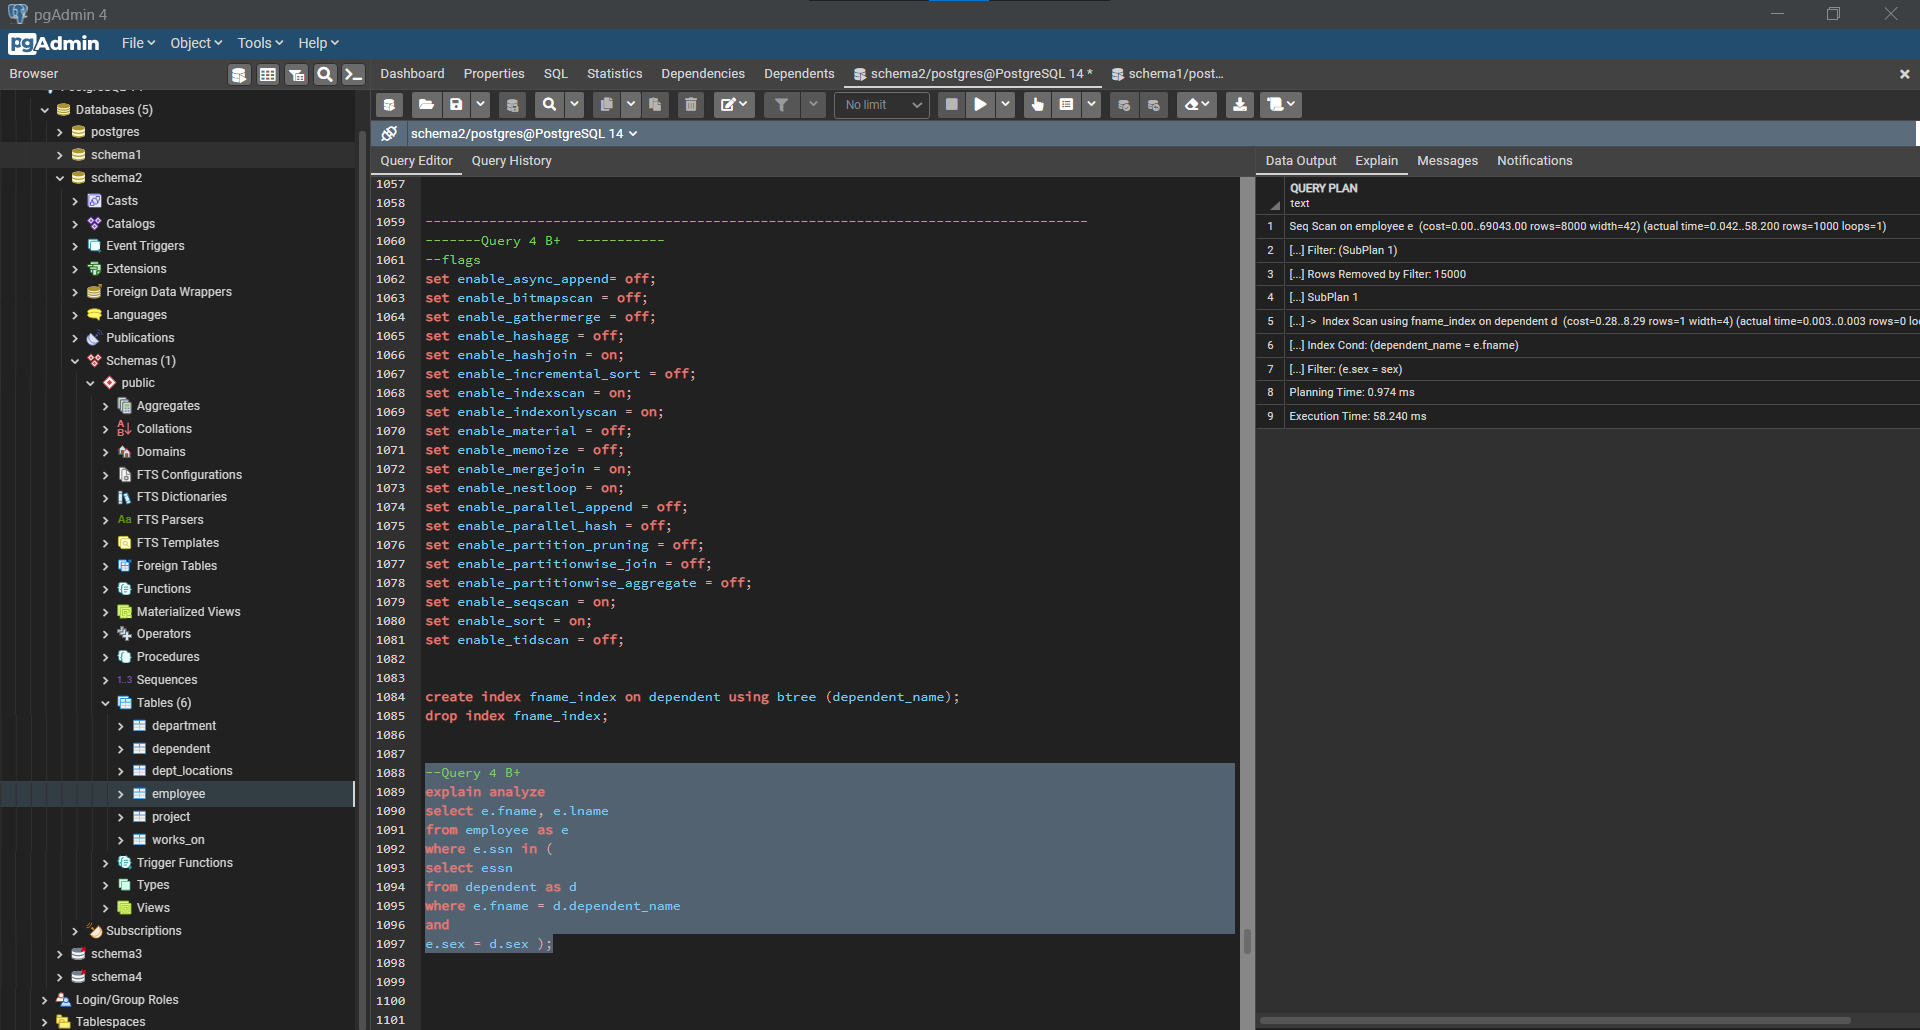 pgAdmin 4
pgAdmin File Object Tools Help
Browser
Dashboard Properties SQL Statistics Dependencies Dependents schema2/postgres@PostgreSQL 14 * schema1/post...
No limit
schema2/postgres@PostgreSQL 14
Databases (5)
postgres
schema1
schema2
Casts
Catalogs
Event Triggers
Extensions
Foreign Data Wrappers
Languages
Publications
Schemas (1)
public
Aggregates
Collations
Domains
FTS Configurations
FTS Dictionaries
Aa FTS Parsers
FTS Templates
Foreign Tables
Functions
Materialized Views
Operators
Procedures
1..3 Sequences
Tables (6)
department
dependent
dept_locations
employee
project
works_on
Trigger Functions
Types
Views
Subscriptions
schema3
schema4
Login/Group Roles
Tablespaces
Query Editor Query History
1057
1058
1059 -----------------------------------------------------------------------------------
1060 -------Query 4 B+  -----------
1061 --flags
1062 set enable_async_append= off;
1063 set enable_bitmapscan = off;
1064 set enable_gathermerge = off;
1065 set enable_hashagg = off;
1066 set enable_hashjoin = on;
1067 set enable_incremental_sort = off;
1068 set enable_indexscan = on;
1069 set enable_indexonlyscan = on;
1070 set enable_material = off;
1071 set enable_memoize = off;
1072 set enable_mergejoin = on;
1073 set enable_nestloop = on;
1074 set enable_parallel_append = off;
1075 set enable_parallel_hash = off;
1076 set enable_partition_pruning = off;
1077 set enable_partitionwise_join = off;
1078 set enable_partitionwise_aggregate = off;
1079 set enable_seqscan = on;
1080 set enable_sort = on;
1081 set enable_tidscan = off;
1082
1083
1084 create index fname_index on dependent using btree (dependent_name);
1085 drop index fname_index;
1086
1087
1088 --Query 4 B+
1089 explain analyze
1090 select e.fname, e.lname
1091 from employee as e
1092 where e.ssn in (
1093 select essn
1094 from dependent as d
1095 where e.fname = d.dependent_name
1096 and
1097 e.sex = d.sex );
1098
1099
1100
1101
Data Output Explain Messages Notifications
QUERY PLAN
text
1 Seq Scan on employee e (cost=0.00..69043.00 rows=8000 width=42) (actual time=0.042..58.200 rows=1000 loops=1)
2 [...] Filter: (SubPlan 1)
3 [...] Rows Removed by Filter: 15000
4 [...] SubPlan 1
5 [...] -> Index Scan using fname_index on dependent d (cost=0.28..8.29 rows=1 width=4) (actual time=0.003..0.003 rows=0 lo
6 [...] Index Cond: (dependent_name = e.fname)
7 [...] Filter: (e.sex = sex)
8 Planning Time: 0.974 ms
9 Execution Time: 58.240 ms